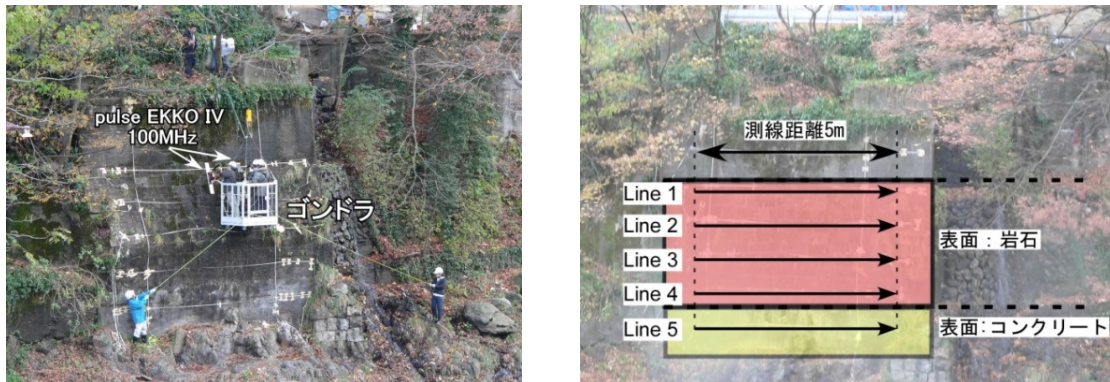 pulse EKKO IV
100MHz
ゴンドラ
測線距離5m
Line 1
Line 2
Line 3
Line 4
Line 5
表面：岩石
表面:コンクリート